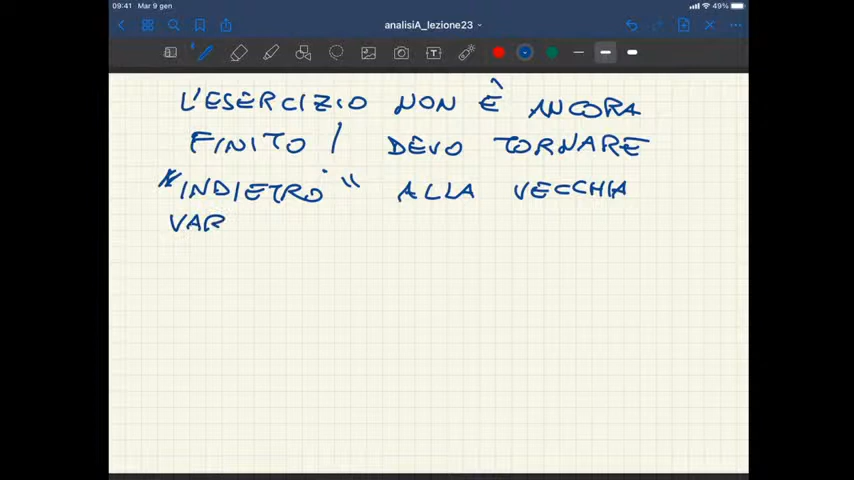 09:41 Mar 9 gen
49%
analisiA_lezione23
L'ESERCIZIO NON È ANCORA
FINITO! DEVO TORNARE
"INDIETRO" ALLA VECCHIA
VAR